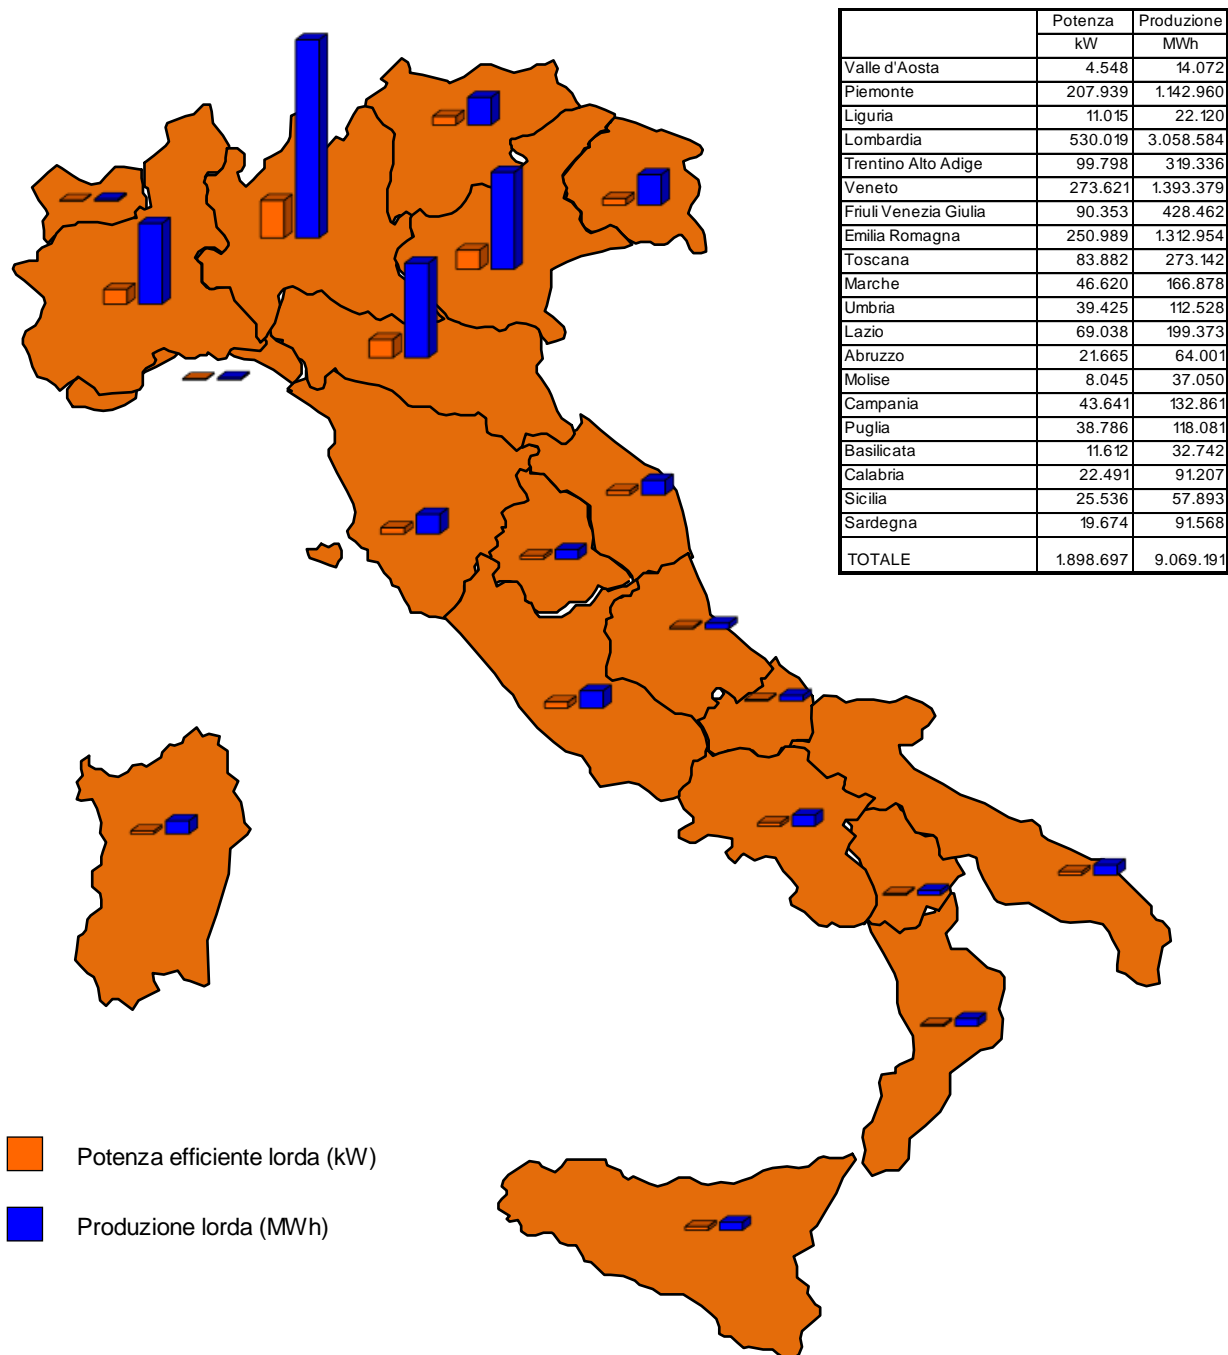 Potenza Produzione
kW MWh
Valle d'Aosta 4.548 14.072
Piemonte 207.939 1.142.960
Liguria 11.015 22.120
Lombardia 530.019 3.058.584
Trentino Alto Adige 99.798 319.336
Veneto 273.621 1.393.379
Friuli Venezia Giulia 90.353 428.462
Emilia Romagna 250.989 1.312.954
Toscana 83.882 273.142
Marche 46.620 166.878
Umbria 39.425 112.528
Lazio 69.038 199.373
Abruzzo 21.665 64.001
Molise 8.045 37.050
Campania 43.641 132.861
Puglia 38.786 118.081
Basilicata 11.612 32.742
Calabria 22.491 91.207
Sicilia 25.536 57.893
Sardegna 19.674 91.568
TOTALE 1.898.697 9.069.191
Potenza efficiente lorda (kW)
Produzione lorda (MWh)